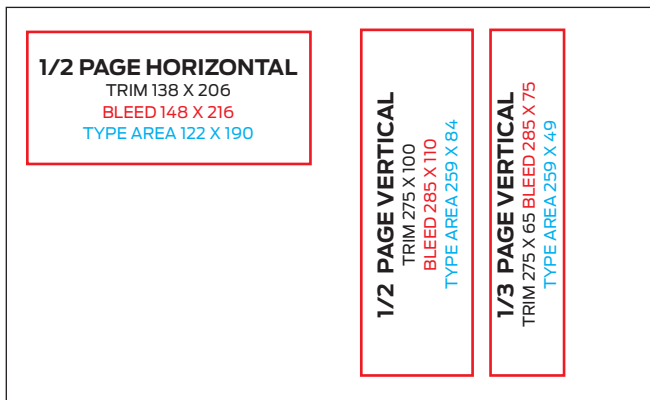 1/2 PAGE HORIZONTAL
TRIM 138 X 206
BLEED 148 X 216
TYPE AREA 122 X 190
1/2 PAGE VERTICAL
TRIM 275 X 100
BLEED 285 X 110
TYPE AREA 259 X 84
1/3 PAGE VERTICAL
TRIM 275 X 65 BLEED 285 X 75
TYPE AREA 259 X 49